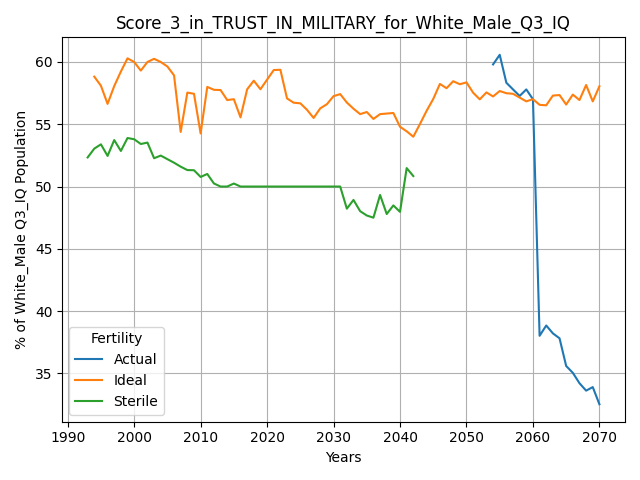 Score_3_in_TRUST_IN_MILITARY_for_White_Male_Q3_IQ
% of White_Male Q3_IQ Population
60
55
50
45
40
35
Fertility
Actual
Ideal
Sterile
1990 2000 2010 2020 2030 2040 2050 2060 2070
Years